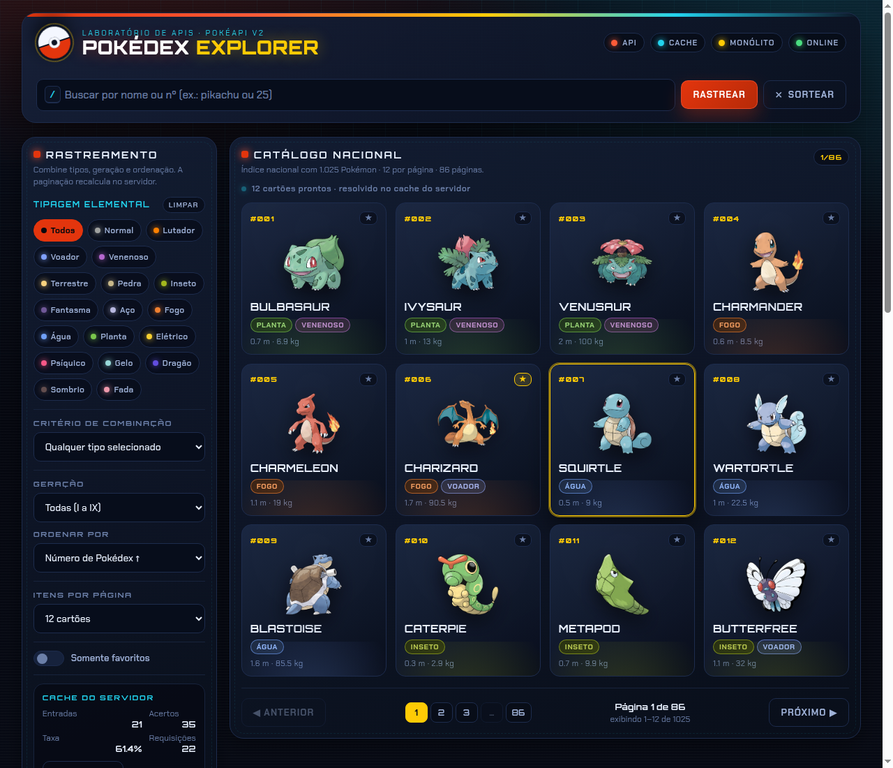 LABORATÓRIO DE APIS · POKÉAPI V2
POKÉDEX EXPLORER
API
CACHE
MONÓLITO
ONLINE
/ Buscar por nome ou nº (ex.: pikachu ou 25)
RASTREAR
× SORTEAR
RASTREAMENTO
Combine tipos, geração e ordenação. A
paginação recalcula no servidor.
TIPAGEM ELEMENTAL
LIMPAR
Todos
Normal
Lutador
Voador
Venenoso
Terrestre
Pedra
Inseto
Fantasma
Aço
Fogo
Água
Planta
Elétrico
Psíquico
Gelo
Dragão
Sombrio
Fada
CRITÉRIO DE COMBINAÇÃO
Qualquer tipo selecionado
GERAÇÃO
Todas (I a IX)
ORDENAR POR
Número de Pokédex ↑
ITENS POR PÁGINA
12 cartões
Somente favoritos
CACHE DO SERVIDOR
Entradas
21
Acertos
35
Taxa
61.4%
Requisições
22
CATÁLOGO NACIONAL
1/86
Índice nacional com 1.025 Pokémon · 12 por página · 86 páginas.
12 cartões prontos · resolvido no cache do servidor
#001
★
BULBASAUR
PLANTA VENENOSO
0.7 m · 6.9 kg
#002
★
IVYSAUR
PLANTA VENENOSO
1 m · 13 kg
#003
★
VENUSAUR
PLANTA VENENOSO
2 m · 100 kg
#004
★
CHARMANDER
FOGO
0.6 m · 8.5 kg
#005
★
CHARMELEON
FOGO
1.1 m · 19 kg
#006
★
CHARIZARD
FOGO VOADOR
1.7 m · 90.5 kg
#007
★
SQUIRTLE
ÁGUA
0.5 m · 9 kg
#008
★
WARTORTLE
ÁGUA
1 m · 22.5 kg
#009
★
BLASTOISE
ÁGUA
1.6 m · 85.5 kg
#010
★
CATERPIE
INSETO
0.3 m · 2.9 kg
#011
★
METAPOD
INSETO
0.7 m · 9.9 kg
#012
★
BUTTERFREE
INSETO VOADOR
1.1 m · 32 kg
◀ ANTERIOR
1 2 3 … 86
Página 1 de 86
exibindo 1–12 de 1025
PRÓXIMO ▶